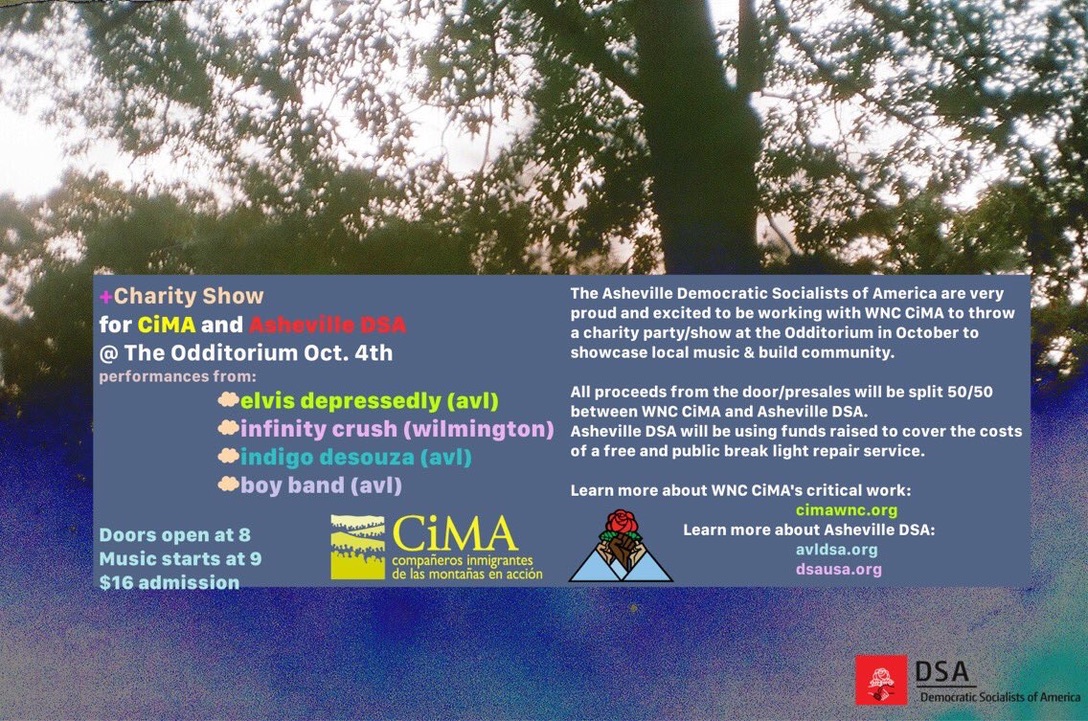 +Charity Show
for CiMA and Asheville DSA
@ The Odditorium Oct. 4th
performances from:
elvis depressedly (avl)
infinity crush (wilmington)
indigo desouza (avl)
boy band (avl)
Doors open at 8
Music starts at 9
$16 admission
CiMA
compañeros inmigrantes
de las montañas en acción
The Asheville Democratic Socialists of America are very
proud and excited to be working with WNC CiMA to throw
a charity party/show at the Odditorium in October to
showcase local music & build community.
All proceeds from the door/presales will be split 50/50
between WNC CiMA and Asheville DSA.
Asheville DSA will be using funds raised to cover the costs
of a free and public break light repair service.
Learn more about WNC CiMA's critical work:
cimawnc.org
Learn more about Asheville DSA:
avldsa.org
dsausa.org
DSA
Democratic Socialists of America